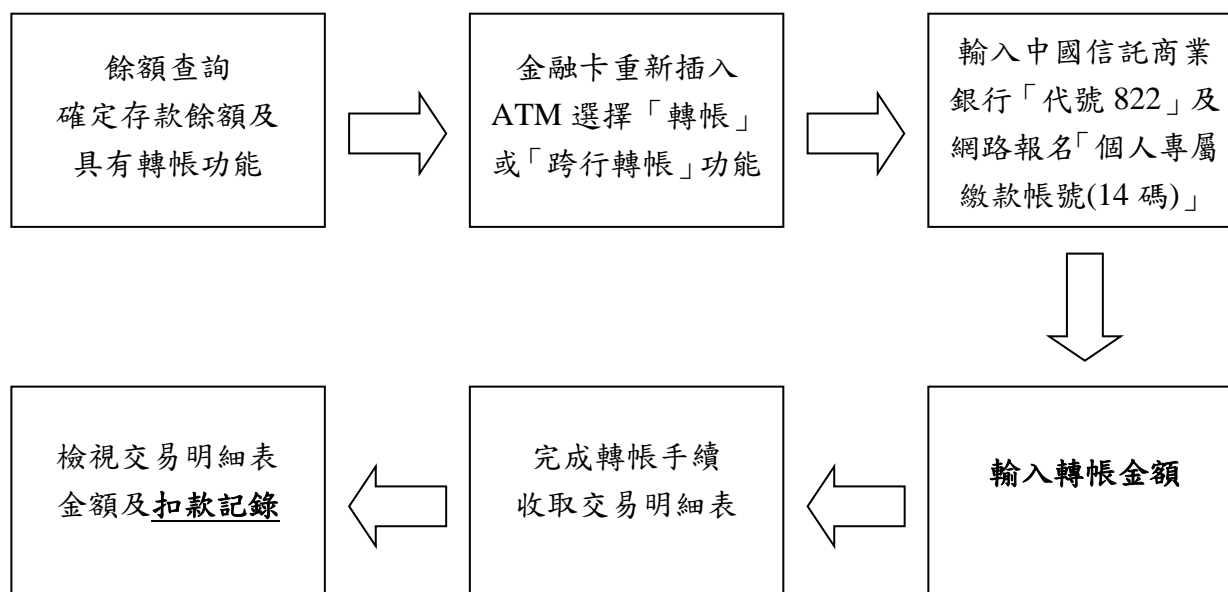 餘額查詢
確定存款餘額及
具有轉帳功能
金融卡重新插入
ATM 選擇「轉帳」
或「跨行轉帳」功能
輸入中國信託商業
銀行「代號 822」及
網路報名「個人專屬
繳款帳號(14 碼)」
輸入轉帳金額
完成轉帳手續
收取交易明細表
檢視交易明細表
金額及扣款記錄